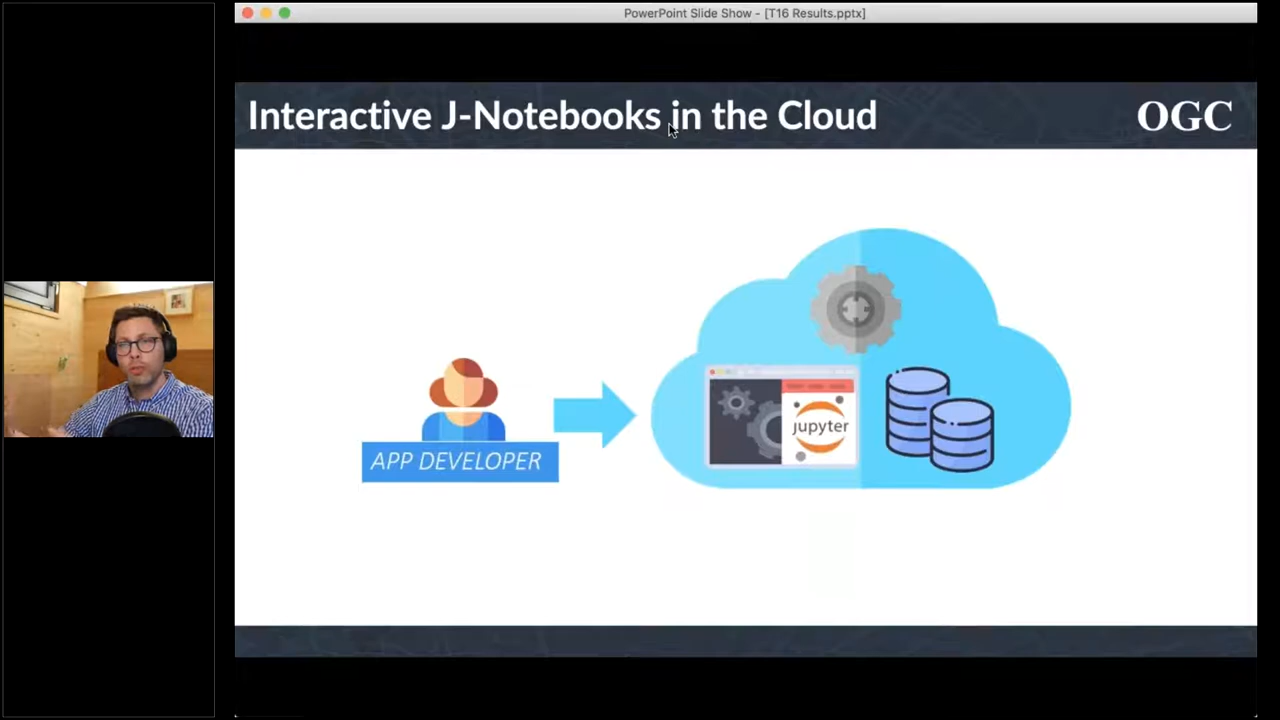 PowerPoint Slide Show - [T16 Results.pptx]
Interactive J-Notebooks in the Cloud
OGC
jupyter
APP DEVELOPER